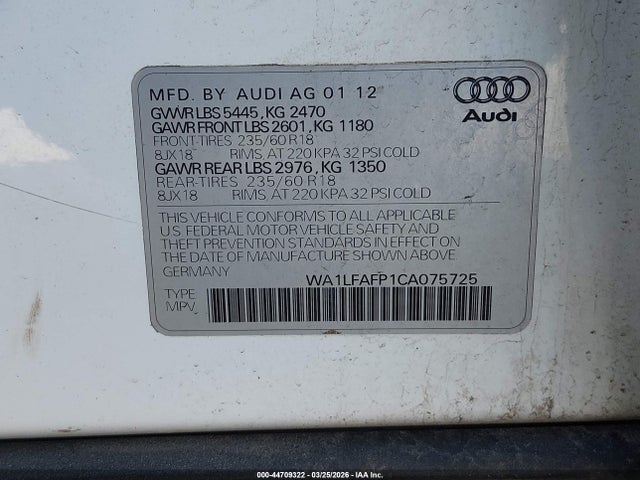 MFD. BY AUDI AG 01 12
GVWR LBS 5445, KG 2470
GAWR FRONT LBS 2601, KG 1180
FRONT-TIRES 235/60 R18
8JX18 RIMS, AT 220 KPA 32 PSI COLD
GAWR REAR LBS 2976, KG 1350
REAR-TIRES 235/60 R18
8JX18 RIMS, AT 220 KPA 32 PSI COLD
Audi
THIS VEHICLE CONFORMS TO ALL APPLICABLE
U.S. FEDERAL MOTOR VEHICLE SAFETY AND
THEFT PREVENTION STANDARDS IN EFFECT ON
THE DATE OF MANUFACTURE SHOWN ABOVE.
WA1LFAFP1CA075725
TYPE
MPV
000-44709322 - 03/25/2026 - IAAF, Inc.